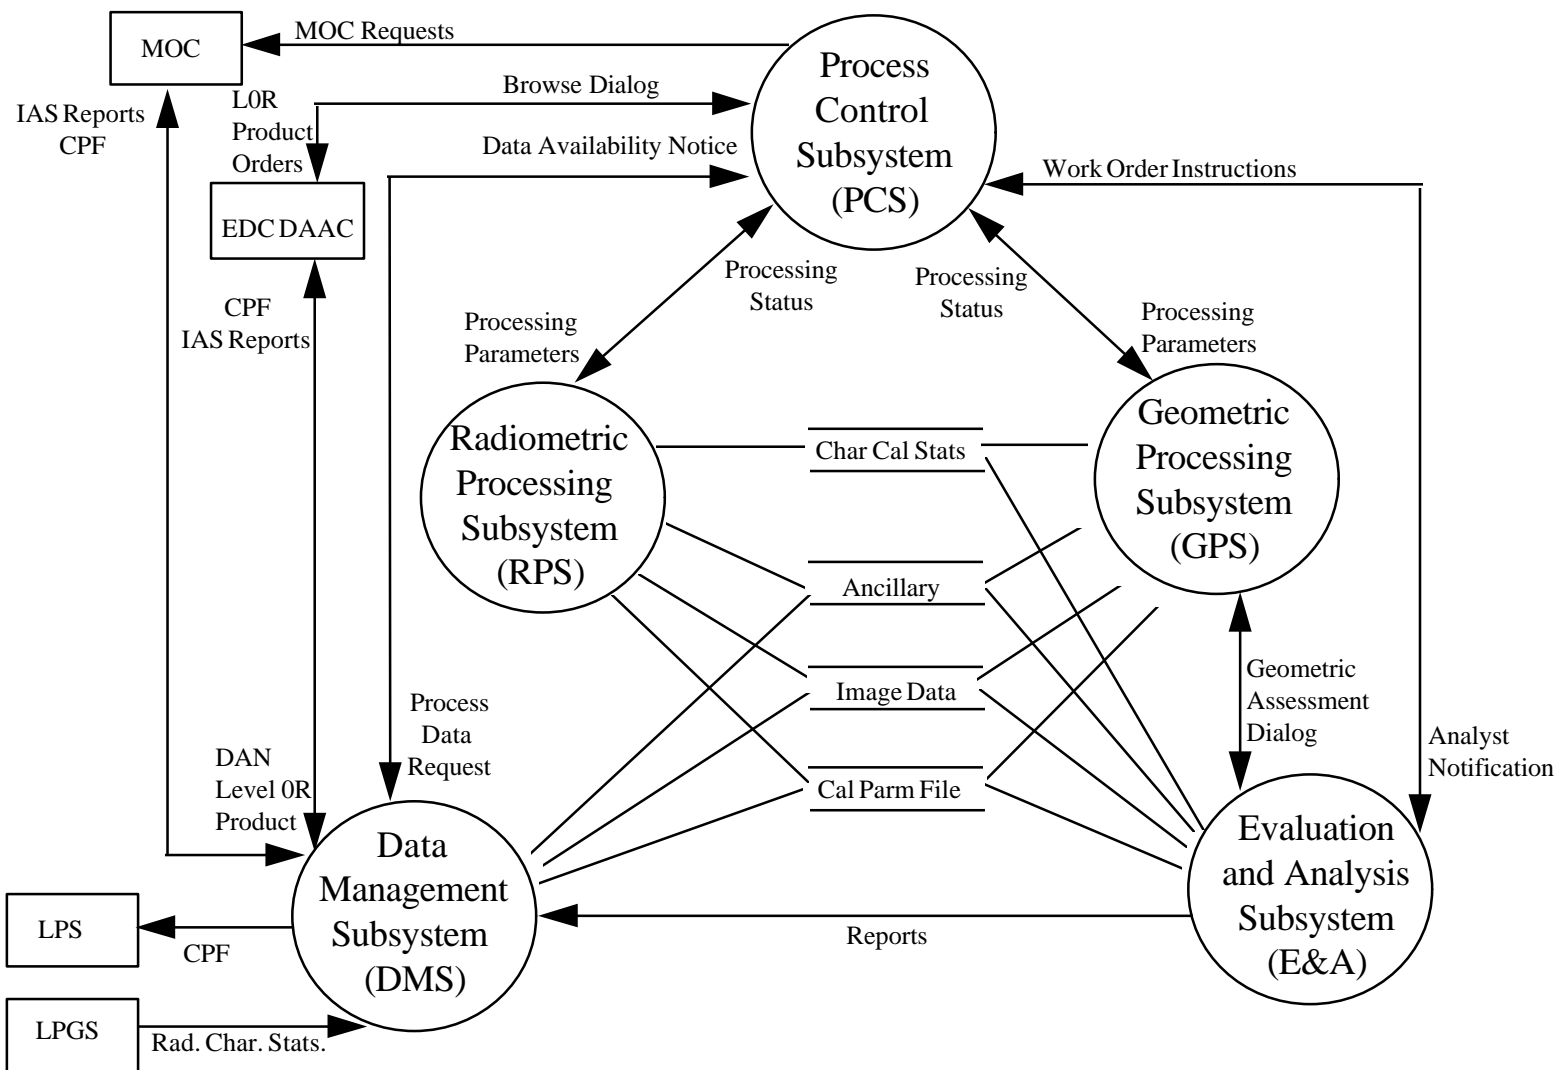 MOC
MOC Requests
Process
Control
Subsystem
(PCS)
Browse Dialog
L0R
Product
Orders
IAS Reports
CPF
Data Availability Notice
Work Order Instructions
EDC DAAC
Processing
Status
Processing
Status
CPF
IAS Reports
Processing
Parameters
Processing
Parameters
Radiometric
Processing
Subsystem
(RPS)
Char Cal Stats
Geometric
Processing
Subsystem
(GPS)
Ancillary
Image Data
Cal Parm File
Geometric
Assessment
Dialog
Process
Data
Request
Analyst
Notification
DAN
Level 0R
Product
Data
Management
Subsystem
(DMS)
Evaluation
and Analysis
Subsystem
(E&A)
Reports
LPS
CPF
LPGS
Rad. Char. Stats.